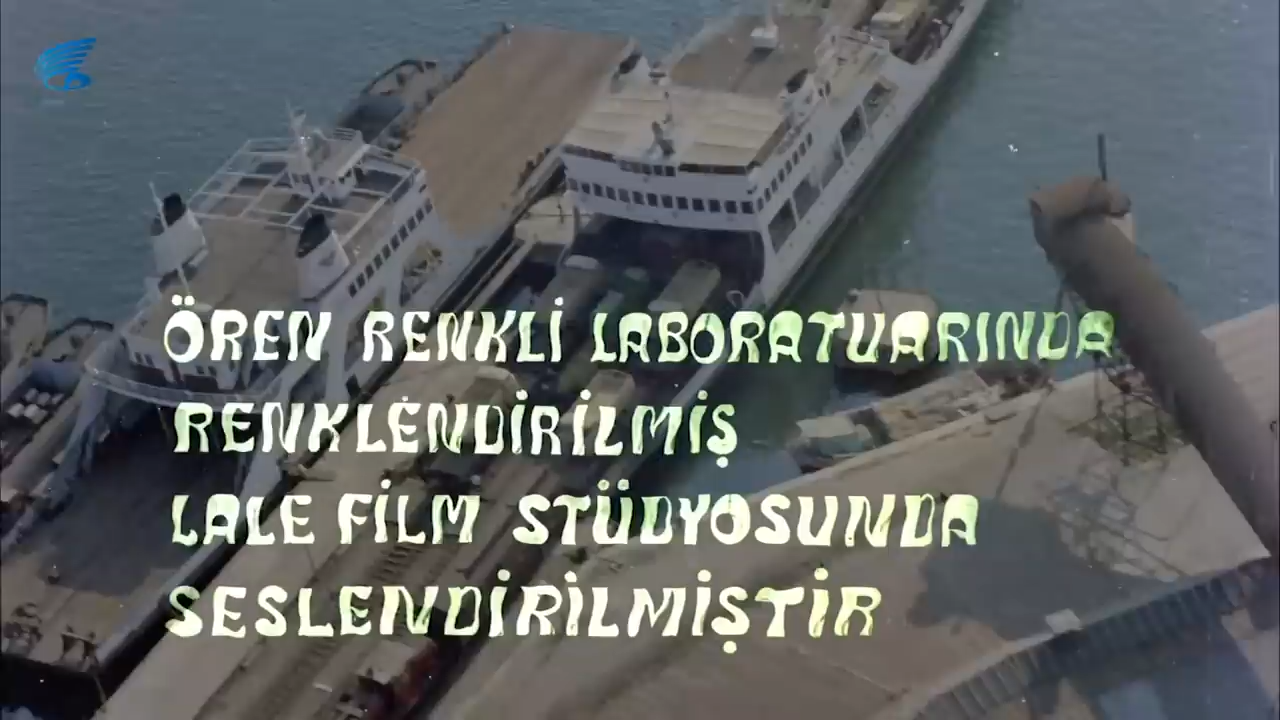 ÖREN RENKLİ LABORATUARINDA
RENKLENDİRİLMİŞ
LALE FİLM STÜDYOSUNDA
SESLENDİRİLMİŞTİR